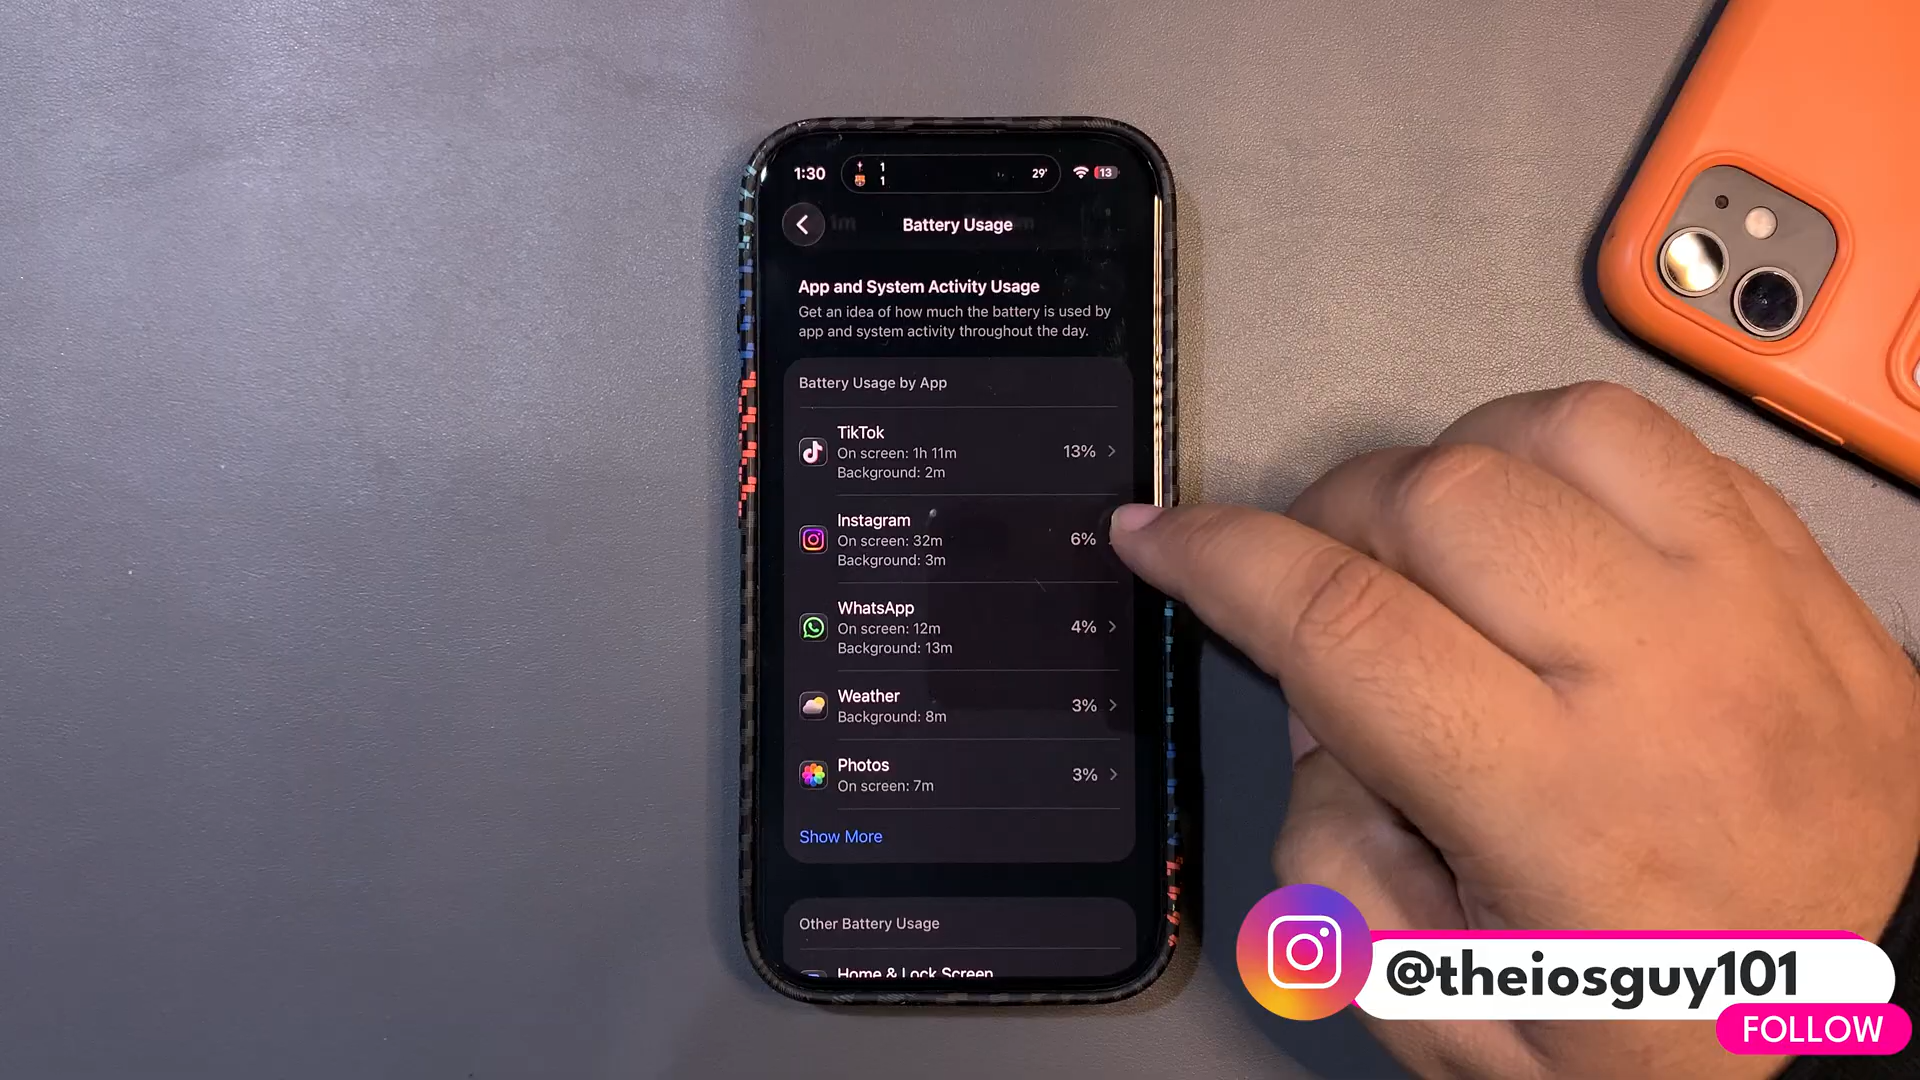 1:30
1
1
29'
13
Battery Usage
App and System Activity Usage
Get an idea of how much the battery is used by
app and system activity throughout the day.
Battery Usage by App
TikTok
On screen: 1h 11m
Background: 2m
13%
Instagram
On screen: 32m
Background: 3m
6%
WhatsApp
On screen: 12m
Background: 13m
4%
Weather
Background: 8m
3%
Photos
On screen: 7m
3%
Show More
Other Battery Usage
Home & Lock Screen
@theiosguy101
FOLLOW